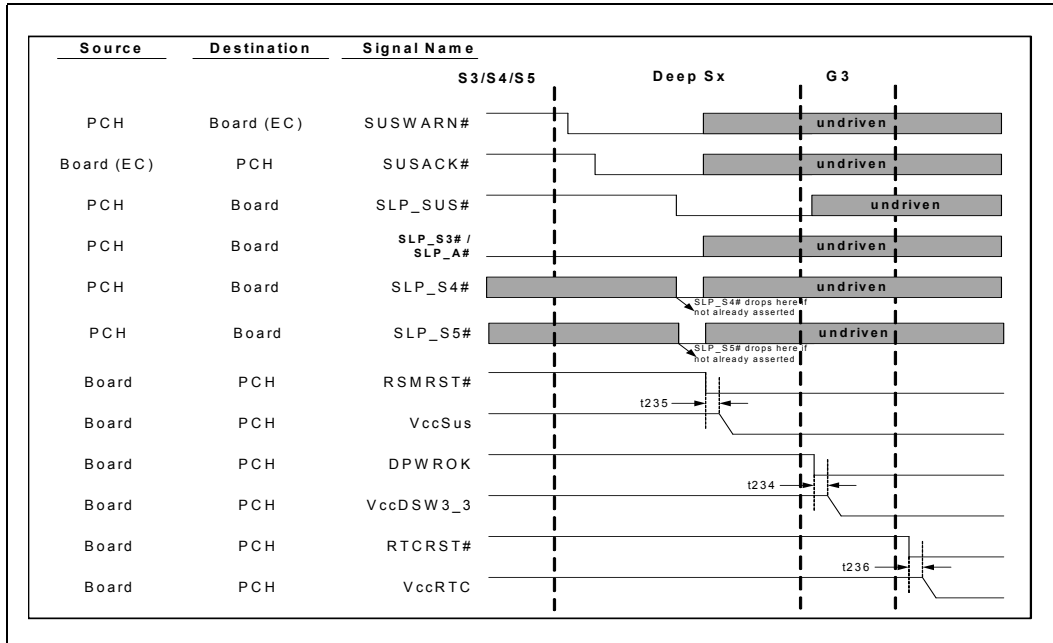 Source Destination Signal Name
S3/S4/S5 Deep Sx G3
PCH Board (EC) SUSWARN# undriven
Board (EC) PCH SUSACK# undriven
PCH Board SLP_SUS# undriven
PCH Board SLP_S3# /
SLP_A# undriven
PCH Board SLP_S4# undriven
SLP_S4# drops here if
not already asserted
PCH Board SLP_S5# undriven
SLP_S5# drops here if
not already asserted
Board PCH RSMRST#
t235
Board PCH VccSus
Board PCH DPWROK
t234
Board PCH VccDSW3_3
Board PCH RTCRST#
t236
Board PCH VccRTC